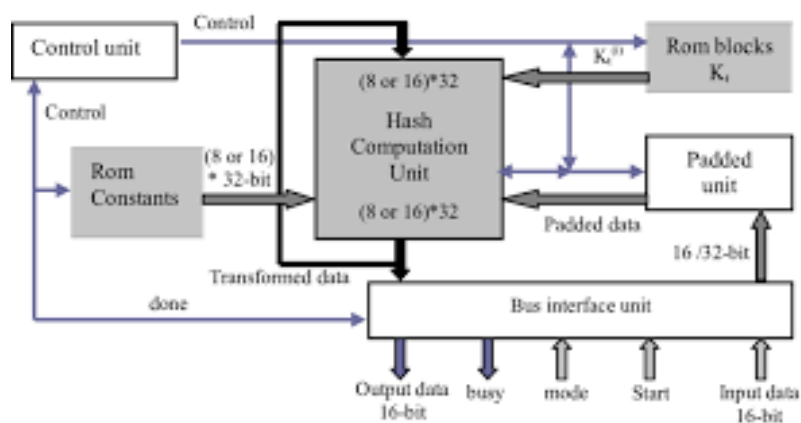 Control unit
Control
Rom blocks
Kₜ
Kₜ⁽ⁱ⁾
(8 or 16)*32
Hash
Computation
Unit
(8 or 16)*32
Control
Rom
Constants
(8 or 16)
* 32-bit
Padded
unit
Padded data
16 /32-bit
Transformed data
done
Bus interface unit
Output data
16-bit
busy
mode
Start
Input data
16-bit